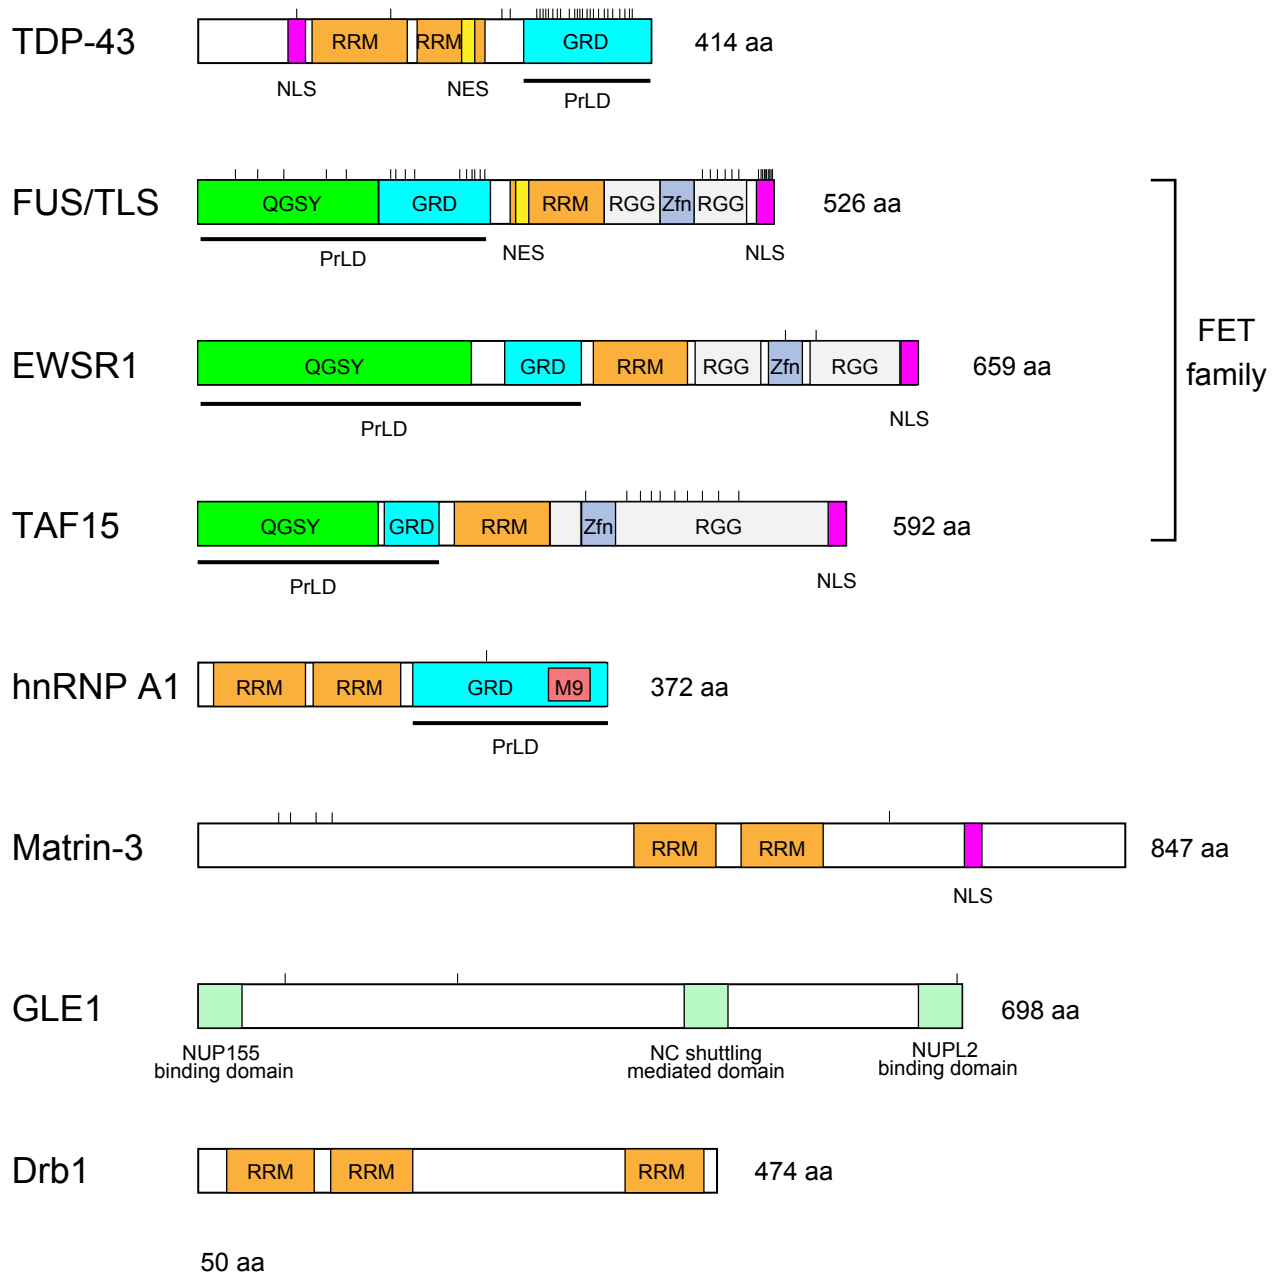 TDP-43
RRM
RRM
GRD
414 aa
NLS
NES
PrLD
FUS/TLS
QGSY
GRD
RRM
RGG
Zfn
RGG
526 aa
PrLD
NES
NLS
EWSR1
QGSY
GRD
RRM
RGG
Zfn
RGG
659 aa
PrLD
NLS
FET
family
TAF15
QGSY
GRD
RRM
Zfn
RGG
592 aa
PrLD
NLS
hnRNP A1
RRM
RRM
GRD
M9
372 aa
PrLD
Matrin-3
RRM
RRM
847 aa
NLS
GLE1
698 aa
NUP155
binding domain
NC shuttling
mediated domain
NUPL2
binding domain
Drb1
RRM
RRM
RRM
474 aa
50 aa